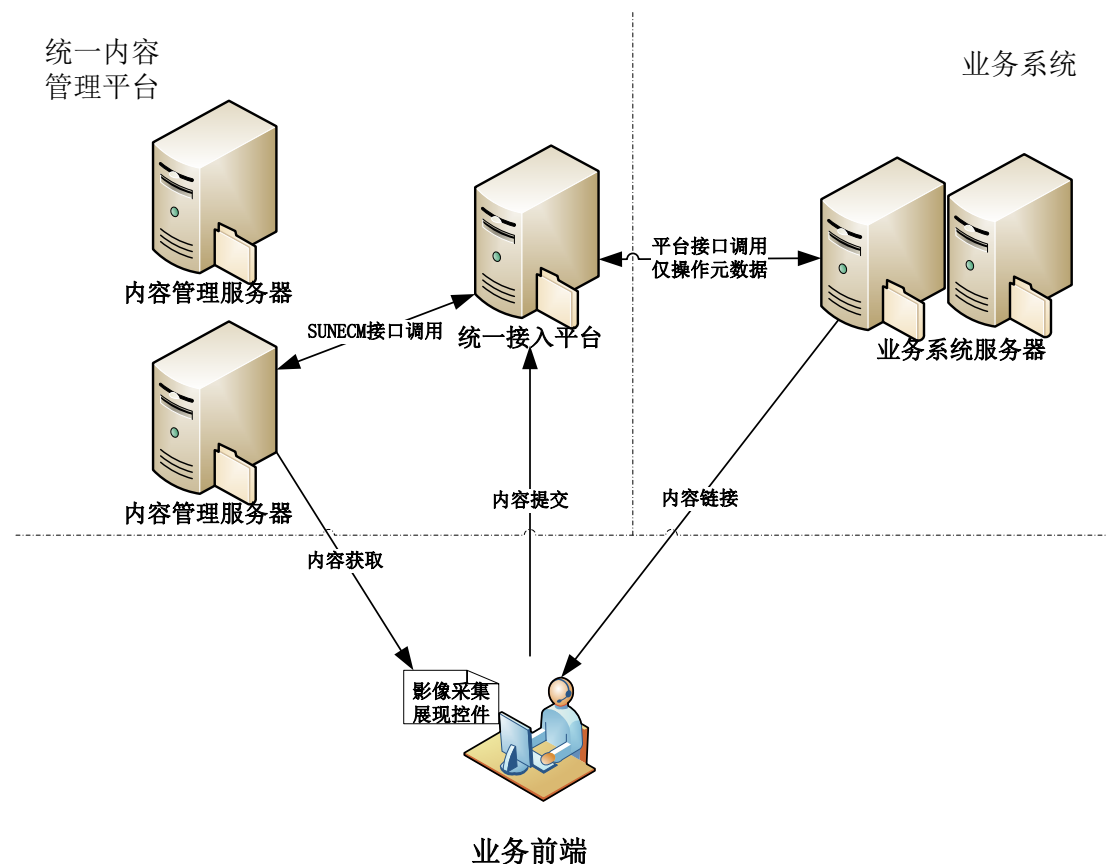 统一内容
管理平台
业务系统
内容管理服务器
平台接口调用
仅操作元数据
SUNECM接口调用
统一接入平台
业务系统服务器
内容管理服务器
内容提交
内容链接
内容获取
影像采集
展现控件
业务前端